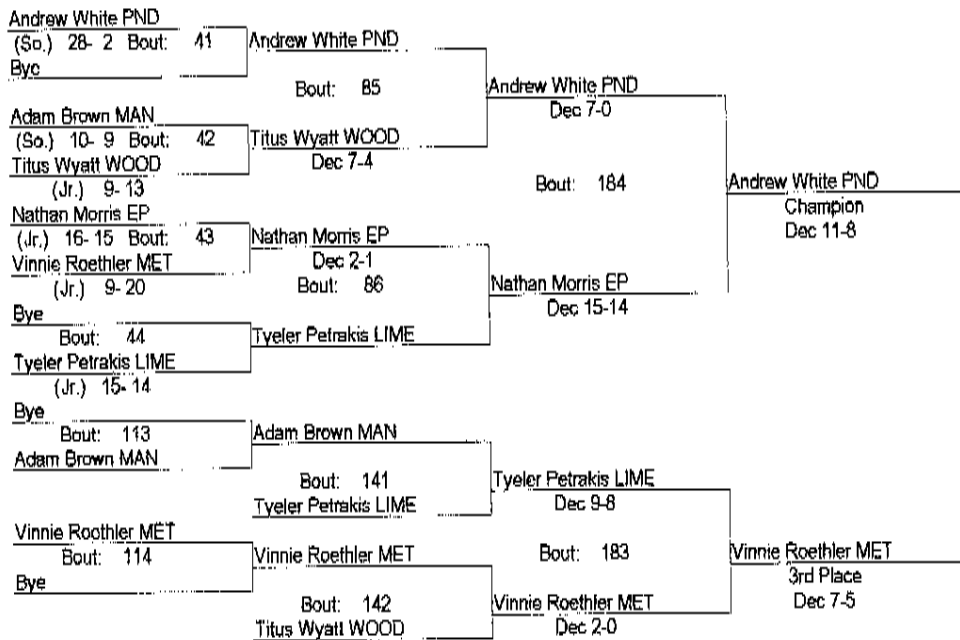 Andrew White PND
(So.) 28- 2 Bout: 41
Bye
Andrew White PND
Bout: 85
Andrew White PND
Dec 7-0
Adam Brown MAN
(So.) 10- 9 Bout: 42
Titus Wyatt WOOD
(Jr.) 9- 13
Titus Wyatt WOOD
Dec 7-4
Bout: 184
Andrew White PND
Champion
Dec 11-8
Nathan Morris EP
(Jr.) 16- 15 Bout: 43
Vinnie Roethler MET
(Jr.) 9- 20
Nathan Morris EP
Dec 2-1
Bout: 86
Nathan Morris EP
Dec 15-14
Bye
Bout: 44
Tyeler Petrakis LIME
(Jr.) 15- 14
Tyeler Petrakis LIME
Bye
Bout: 113
Adam Brown MAN
Adam Brown MAN
Bout: 141
Tyeler Petrakis LIME
Tyeler Petrakis LIME
Dec 9-8
Vinnie Roethler MET
Bout: 114
Bye
Vinnie Roethler MET
Bout: 142
Titus Wyatt WOOD
Bout: 183
Vinnie Roethler MET
Dec 2-0
Vinnie Roethler MET
3rd Place
Dec 7-5